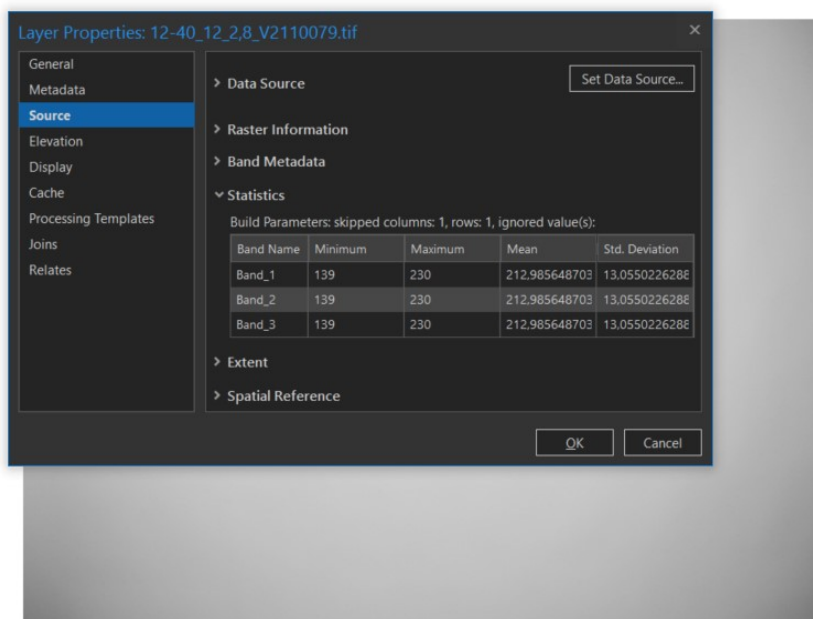 Layer Properties: 12-40_12_2,8_V2110079.tif
General
Metadata
Source
Elevation
Display
Cache
Processing Templates
Joins
Relates
Data Source
Set Data Source...
Raster Information
Band Metadata
Statistics
Build Parameters: skipped columns: 1, rows: 1, ignored value(s):
Band Name Minimum Maximum Mean Std. Deviation
Band_1 139 230 212,985648703 13,0550226288
Band_2 139 230 212,985648703 13,0550226288
Band_3 139 230 212,985648703 13,0550226288
Extent
Spatial Reference
OK Cancel